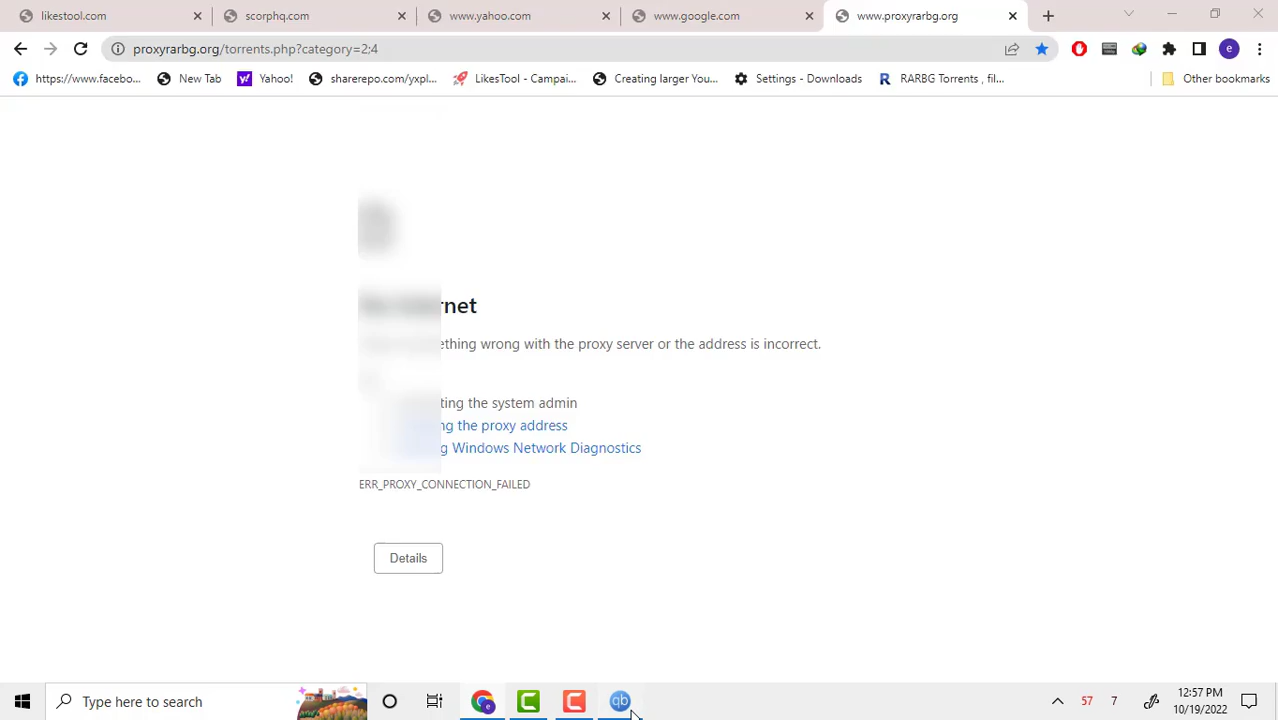 likestool.com
scorphq.com
www.yahoo.com
www.google.com
www.proxyrarbg.org
proxyrarbg.org/torrents.php?category=2;4
e
https://www.facebo...
New Tab
Yahoo!
sharerepo.com/yxpl...
LikesTool - Campai...
Creating larger You...
Settings - Downloads
R RARBG Torrents , fil...
Other bookmarks
rnet
ething wrong with the proxy server or the address is incorrect.
ting the system admin
ng the proxy address
g Windows Network Diagnostics
ERR_PROXY_CONNECTION_FAILED
Details
Type here to search
qb
57
7
12:57 PM
10/19/2022